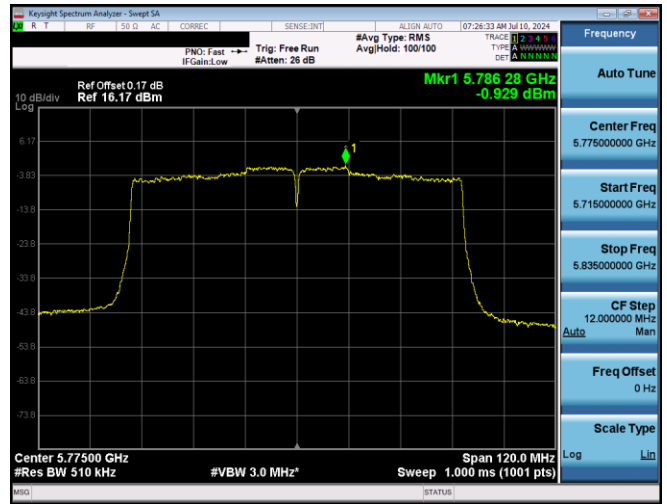 Keysight Spectrum Analyzer - Swept SA
R T RF 50 Ω AC CORREC SENSE:INT ALIGN AUTO 07:26:33 AM Jul 10, 2024
PNO: Fast
IFGain:Low
Trig: Free Run
#Atten: 26 dB
#Avg Type: RMS
Avg|Hold: 100/100
TRACE 1 2 3 4 5 6
TYPE A WWWWW
DET A N N N N N
Ref Offset 0.17 dB
10 dB/div Ref 16.17 dBm
Log
Mkr1 5.786 28 GHz
-0.929 dBm
6.17
-3.83
-13.8
-23.8
-33.8
-43.8
-53.8
-63.8
-73.8
1
Center 5.77500 GHz Span 120.0 MHz
#Res BW 510 kHz #VBW 3.0 MHz* Sweep 1.000 ms (1001 pts)
MSG STATUS
Frequency
Auto Tune
Center Freq
5.775000000 GHz
Start Freq
5.715000000 GHz
Stop Freq
5.835000000 GHz
CF Step
12.000000 MHz
Auto Man
Freq Offset
0 Hz
Scale Type
Log Lin